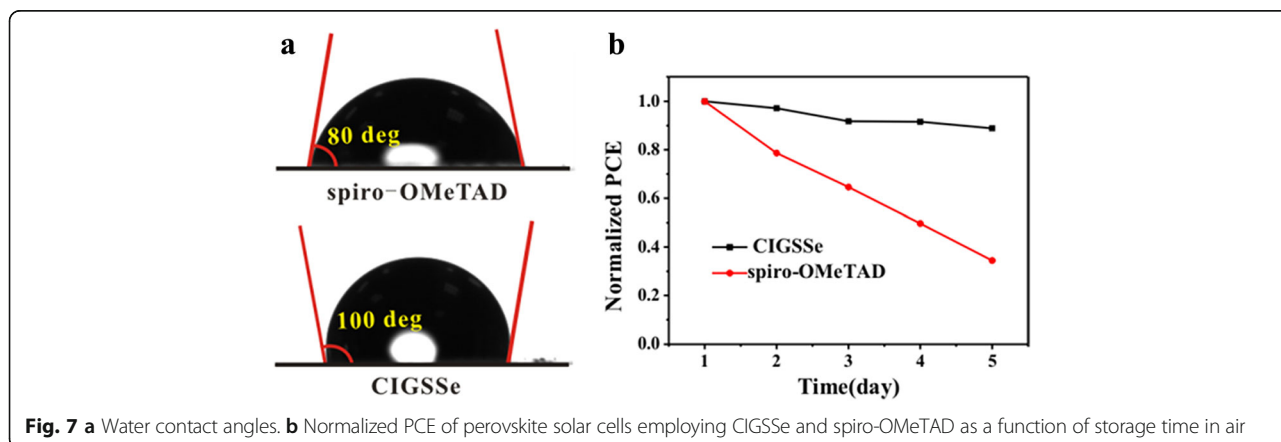 a
80 deg
spiro-OMeTAD
100 deg
CIGSSe
b
Normalized PCE
1.0
0.8
0.6
0.4
0.2
0.0
CIGSSe
spiro-OMeTAD
1 2 3 4 5
Time(day)
Fig. 7 a Water contact angles. b Normalized PCE of perovskite solar cells employing CIGSSe and spiro-OMeTAD as a function of storage time in air